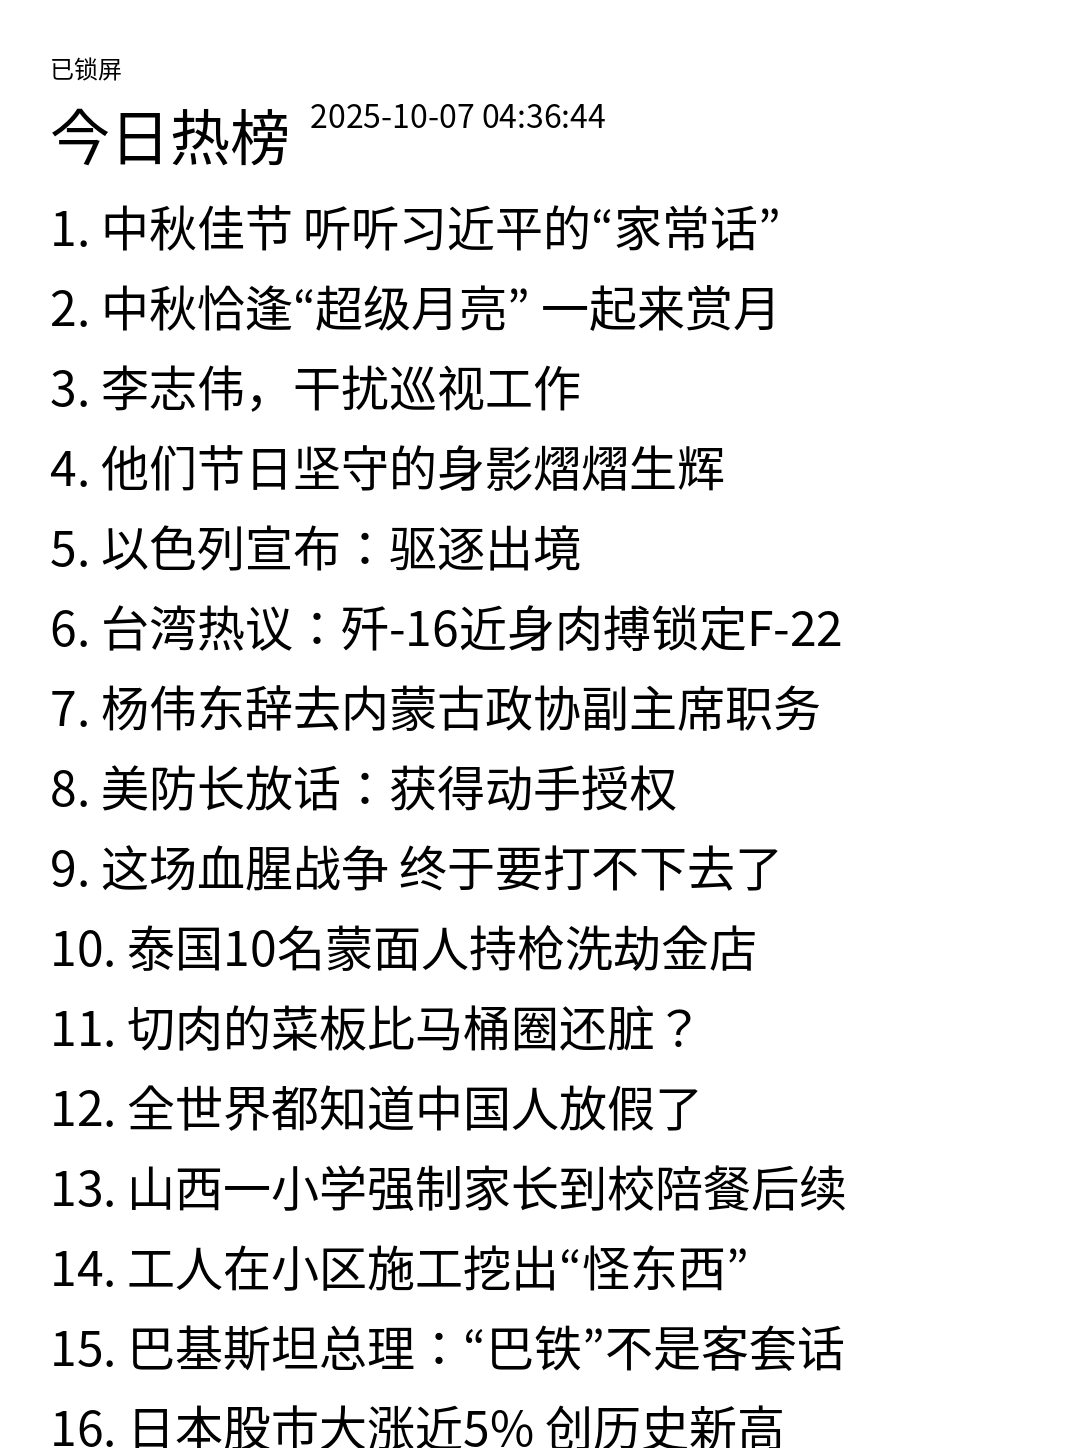 已锁屏
今日热榜 2025-10-07 04:36:44
1. 中秋佳节 听听习近平的“家常话”
2. 中秋恰逢“超级月亮” 一起来赏月
3. 李志伟，干扰巡视工作
4. 他们节日坚守的身影熠熠生辉
5. 以色列宣布：驱逐出境
6. 台湾热议：歼-16近身肉搏锁定F-22
7. 杨伟东辞去内蒙古政协副主席职务
8. 美防长放话：获得动手授权
9. 这场血腥战争 终于要打不下去了
10. 泰国10名蒙面人持枪洗劫金店
11. 切肉的菜板比马桶圈还脏？
12. 全世界都知道中国人放假了
13. 山西一小学强制家长到校陪餐后续
14. 工人在小区施工挖出“怪东西”
15. 巴基斯坦总理：“巴铁”不是客套话
16. 日本股市大涨近5% 创历史新高